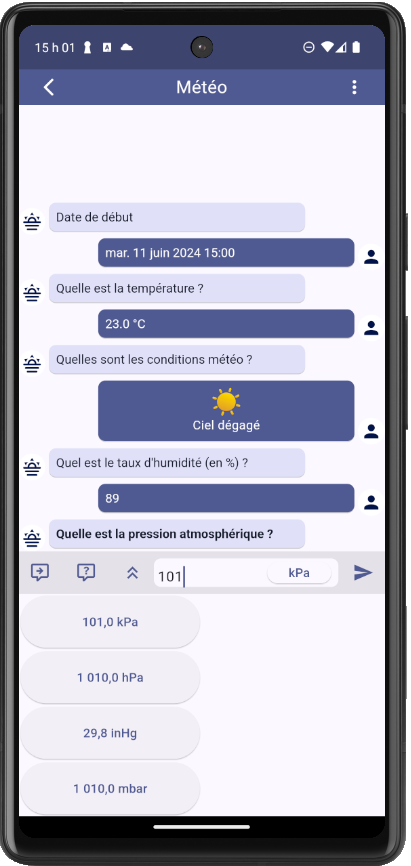 15 h 01
Météo
Date de début
mar. 11 juin 2024 15:00
Quelle est la température ?
23.0 °C
Quelles sont les conditions météo ?
Ciel dégagé
Quel est le taux d'humidité (en %) ?
89
Quelle est la pression atmosphérique ?
101
kPa
101,0 kPa
1 010,0 hPa
29,8 inHg
1 010,0 mbar